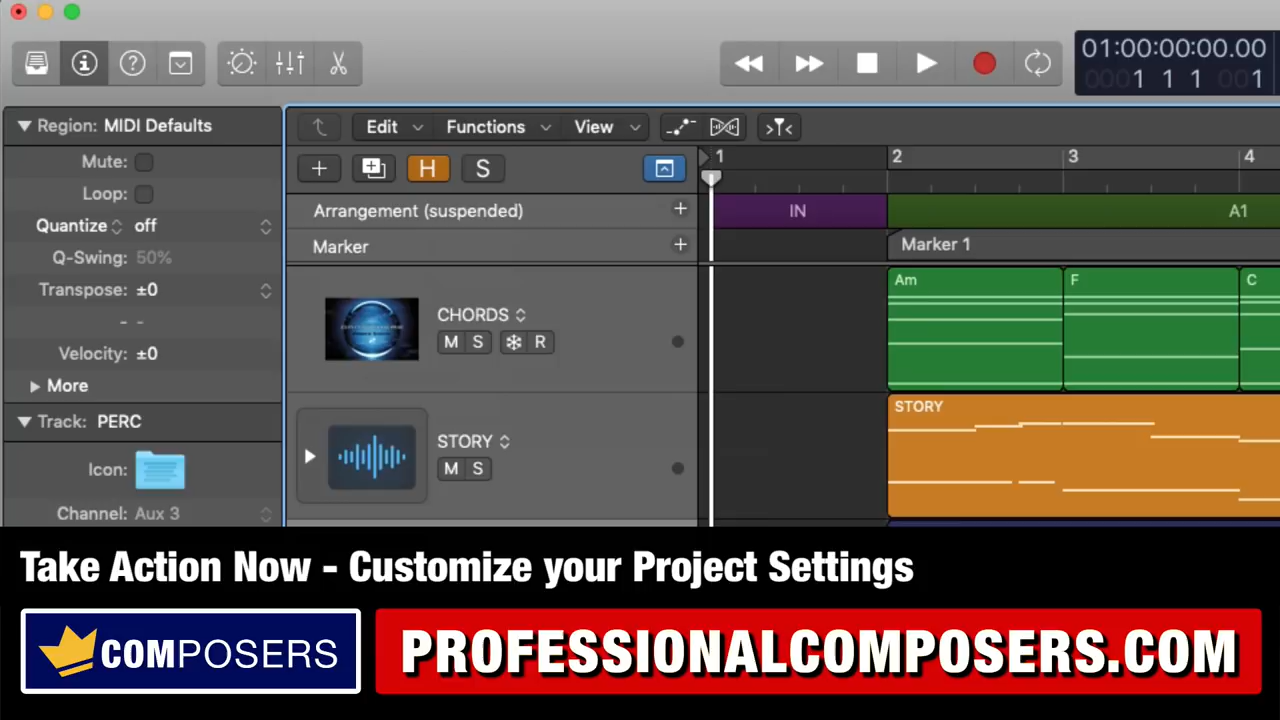 01:00:00:00.00
0001 1 1 001
Region: MIDI Defaults
Mute:
Loop:
Quantize off
Q-Swing: 50%
Transpose: ±0
- -
Velocity: ±0
More
Track: PERC
Icon:
Channel: Aux 3
Edit Functions View
H S
1 2 3 4
Arrangement (suspended) +
IN A1
Marker +
Marker 1
CHORDS
M S R
Am F C
STORY
M S
STORY
Take Action Now - Customize your Project Settings
COMPOSERS
PROFESSIONALCOMPOSERS.COM